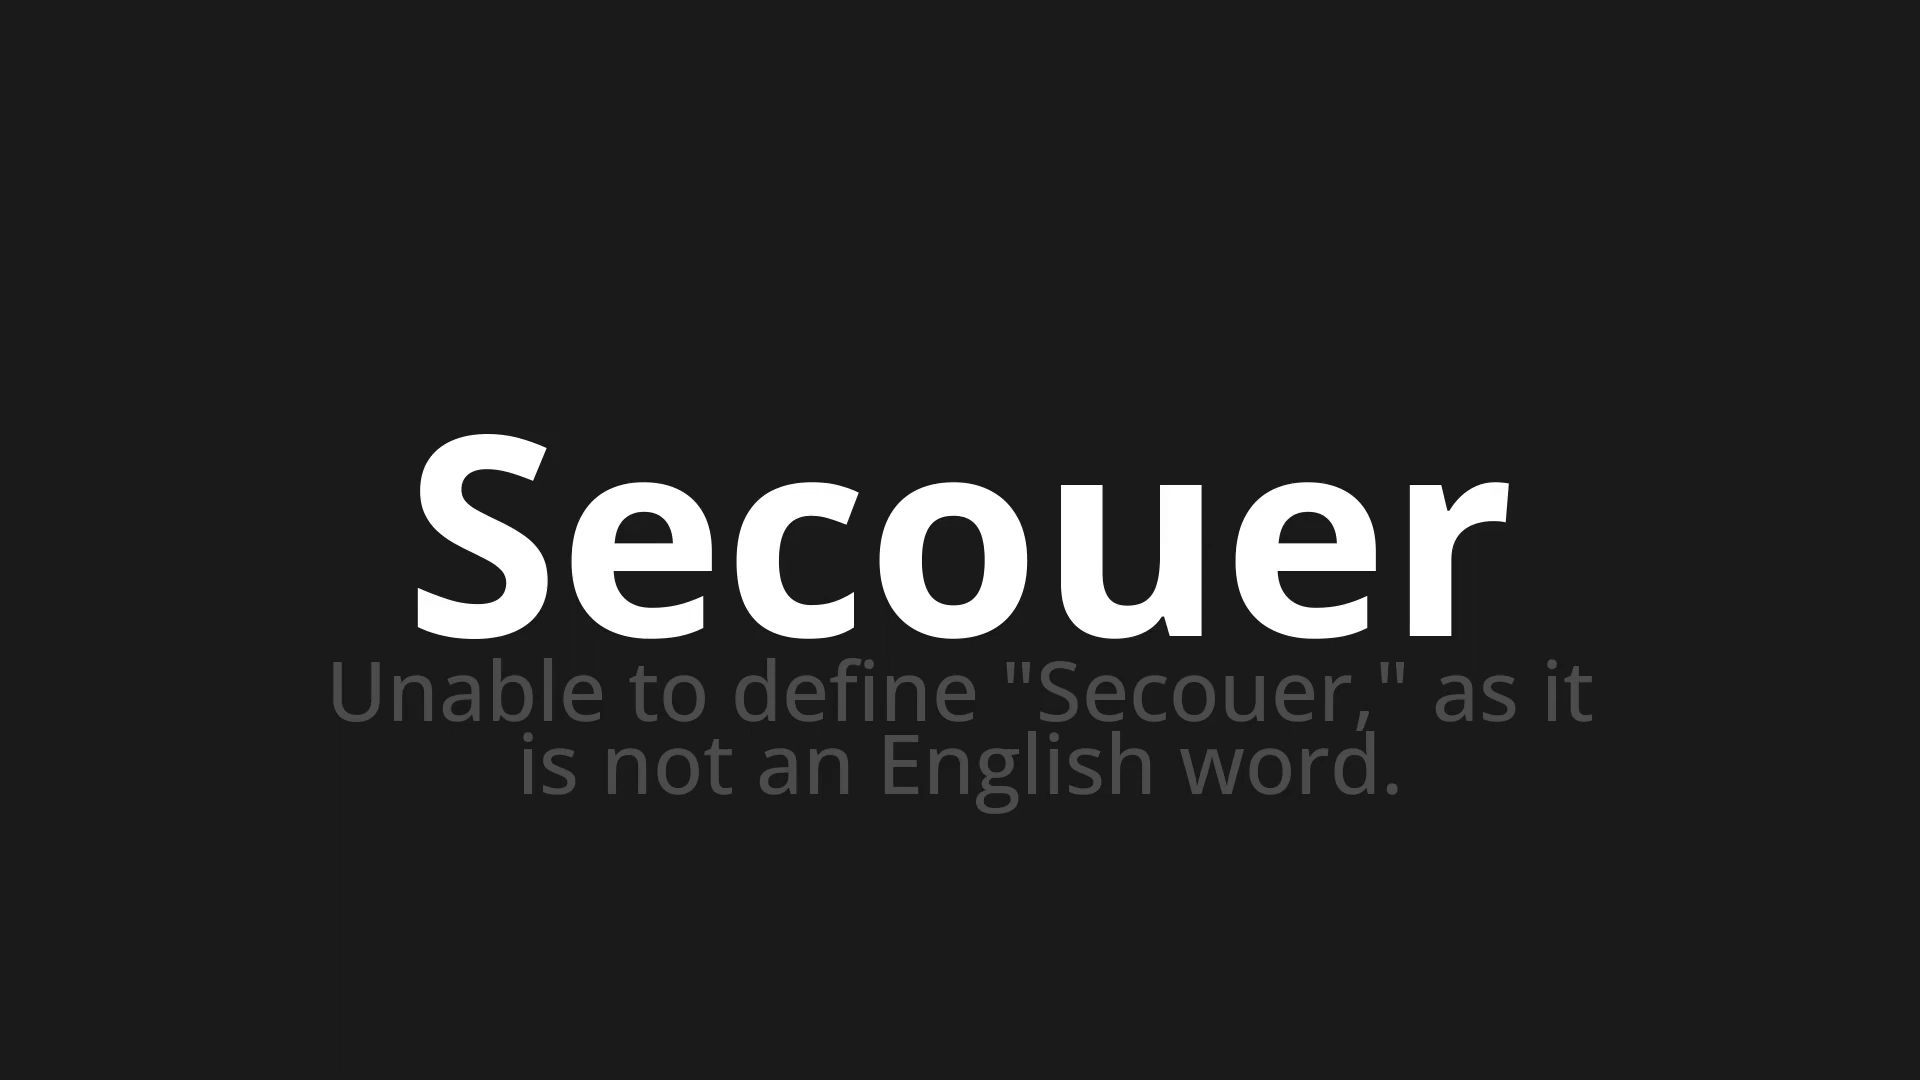 Secouer
Unable to define "Secouer," as it
is not an English word.